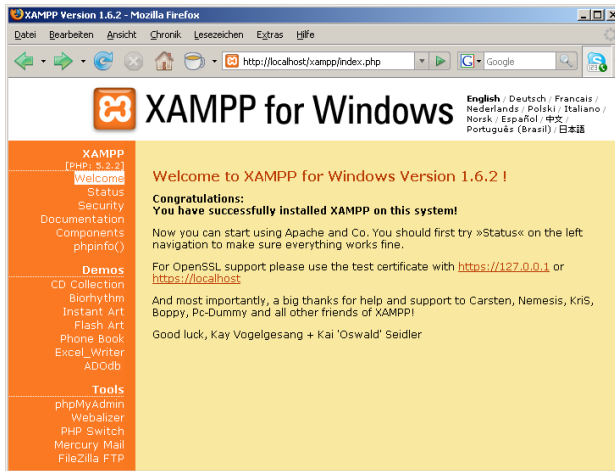 XAMPP Version 1.6.2 - Mozilla Firefox
Datei Bearbeiten Ansicht Chronik Lesezeichen Extras Hilfe
http://localhost/xampp/index.php
G Google
XAMPP for Windows
English / Deutsch / Francais /
Nederlands / Polski / Italiano /
Norsk / Español / 中文 /
Português (Brasil) / 日本語
XAMPP
[PHP: 5.2.2]
Welcome
Status
Security
Documentation
Components
phpinfo()
Demos
CD Collection
Biorhythm
Instant Art
Flash Art
Phone Book
Excel_Writer
ADOdb
Tools
phpMyAdmin
Webalizer
PHP Switch
Mercury Mail
FileZilla FTP
Welcome to XAMPP for Windows Version 1.6.2 !
Congratulations:
You have successfully installed XAMPP on this system!
Now you can start using Apache and Co. You should first try »Status« on the left
navigation to make sure everything works fine.
For OpenSSL support please use the test certificate with https://127.0.0.1 or
https://localhost
And most importantly, a big thanks for help and support to Carsten, Nemesis, KriS,
Boppy, Pc-Dummy and all other friends of XAMPP!
Good luck, Kay Vogelgesang + Kai 'Oswald' Seidler